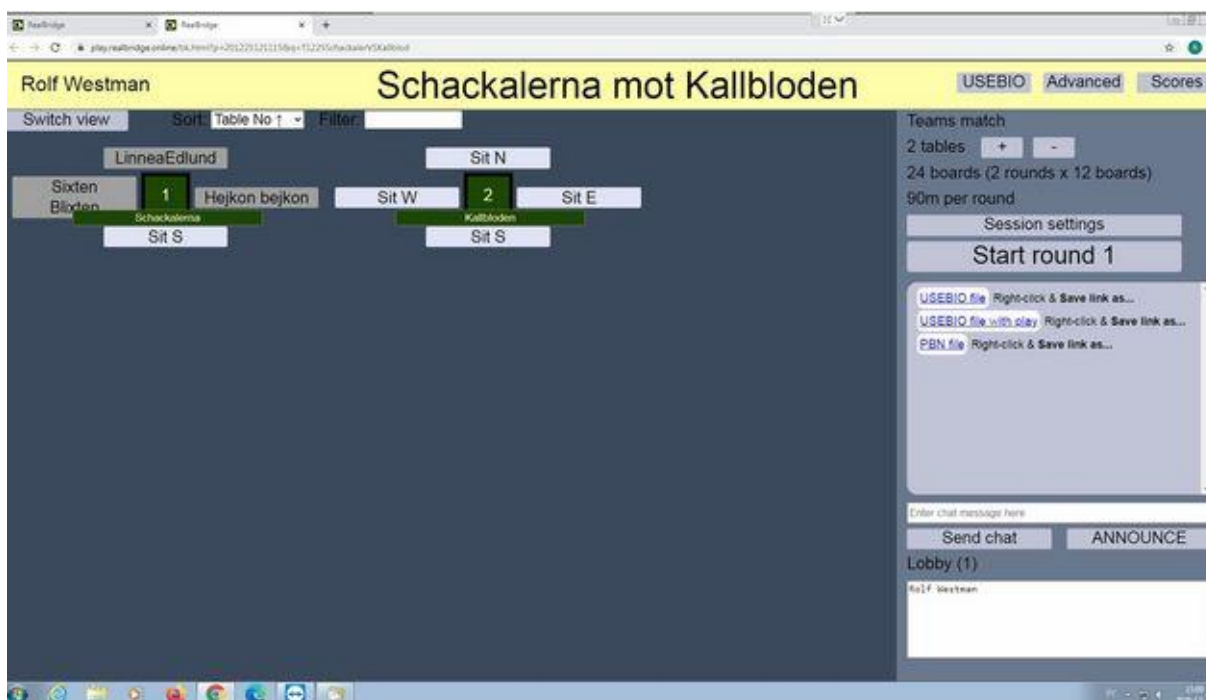 RealBridge
RealBridge
Rolf Westman
Schackalerna mot Kallbloden
USEBIO Advanced Scores
Switch view Sort: Table No ↑ Filter:
LinneaEdlund
Sixten
Blixten
1
Hejkon bejkon
Schackalerna
Sit S
Sit N
Sit W
2
Sit E
Kallbloden
Sit S
Teams match
2 tables + -
24 boards (2 rounds x 12 boards)
90m per round
Session settings
Start round 1
USEBIO file Right-click & Save link as...
USEBIO file with play Right-click & Save link as...
PBN file Right-click & Save link as...
Enter chat message here
Send chat ANNOUNCE
Lobby (1)
Rolf Westman